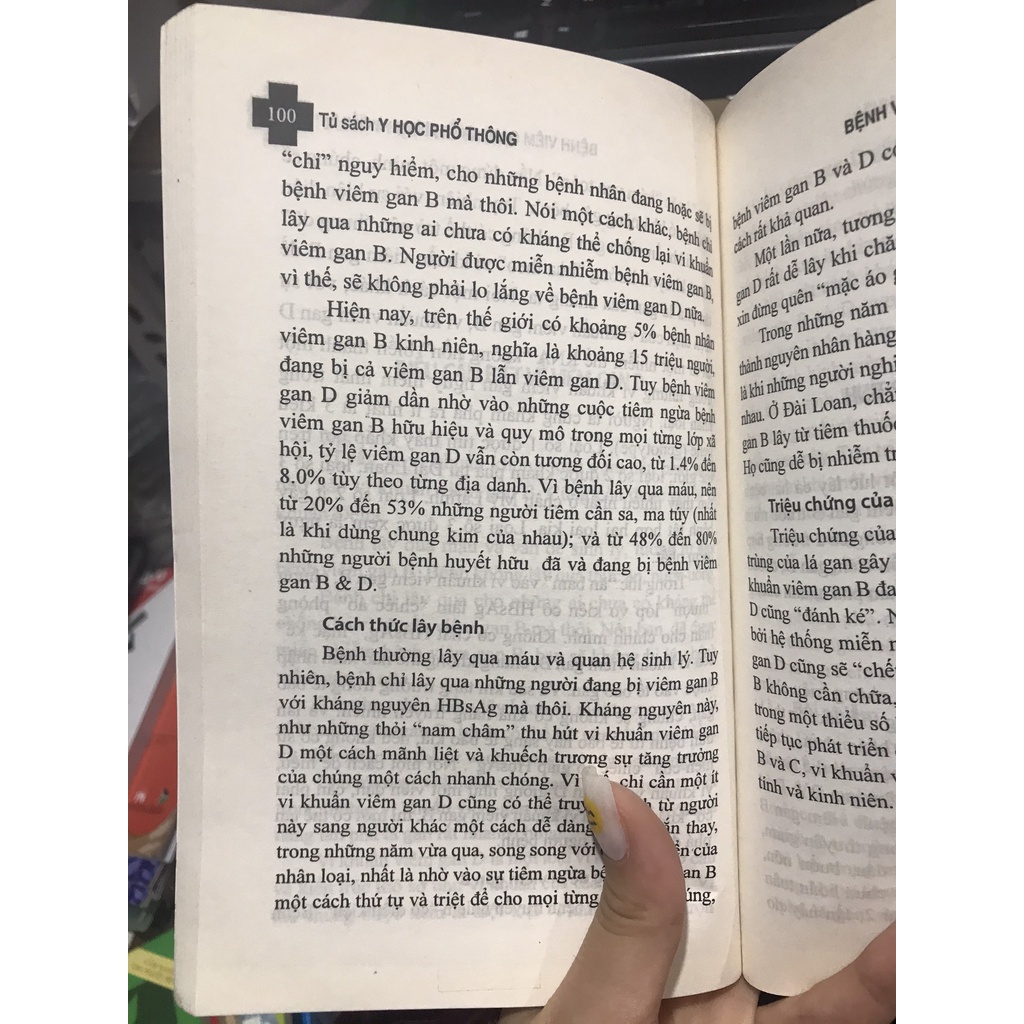 100
Tủ sách Y HỌC PHỔ THÔNG
“chỉ” nguy hiểm, cho những bệnh nhân đang hoặc sẽ bị
bệnh viêm gan B mà thôi. Nói một cách khác, bệnh chỉ
lây qua những ai chưa có kháng thể chống lại vi khuẩn
viêm gan B. Người được miễn nhiễm bệnh viêm gan B,
vì thế, sẽ không phải lo lắng về bệnh viêm gan D nữa.
Hiện nay, trên thế giới có khoảng 5% bệnh nhân
viêm gan B kinh niên, nghĩa là khoảng 15 triệu người,
đang bị cả viêm gan B lẫn viêm gan D. Tuy bệnh viêm
gan D giảm dần nhờ vào những cuộc tiêm ngừa bệnh
viêm gan B hữu hiệu và quy mô trong mọi từng lớp xã
hội, tỷ lệ viêm gan D vẫn còn tương đối cao, từ 1.4% đến
8.0% tùy theo từng địa danh. Vì bệnh lây qua máu, nên
từ 20% đến 53% những người tiêm cần sa, ma túy (nhất
là khi dùng chung kim của nhau); và từ 48% đến 80%
những người bệnh huyết hữu đã và đang bị bệnh viêm
gan B & D.
Cách thức lây bệnh
Bệnh thường lây qua máu và quan hệ sinh lý. Tuy
nhiên, bệnh chỉ lây qua những người đang bị viêm gan B
với kháng nguyên HBsAg mà thôi. Kháng nguyên này,
như những thỏi “nam châm” thu hút vi khuẩn viêm gan
D một cách mãnh liệt và khuếch trương sự tăng trưởng
của chúng một cách nhanh chóng. Vì chỉ cần một ít
vi khuẩn viêm gan D cũng có thể từ người
này sang người khác một cách dễ dàng thay,
trong những năm vừa qua, song song với của
nhân loại, nhất là nhờ vào sự tiêm ngừa B
một cách thứ tự và triệt để cho mọi từng
BỆNH
bệnh viêm gan B và D
cách rất khả quan.
Một lần nữa, tương
gan D rất dễ lây khi
xin đừng quên “mặc áo
Trong những năm
thành nguyên nhân hàng
là khi những người
nhau. Ở Đài Loan,
gan B lây từ tiêm
Họ cũng dễ bị nhiễm
Triệu chứng của
Triệu chứng của
trùng của lá gan gây
khuẩn viêm gan B
D cũng “đánh ké”.
bởi hệ thống miễn
gan D cũng sẽ
B không cần chữa,
trong một thiểu số
tiếp tục phát triển
B và C, vi khuẩn
tính và kinh niên.